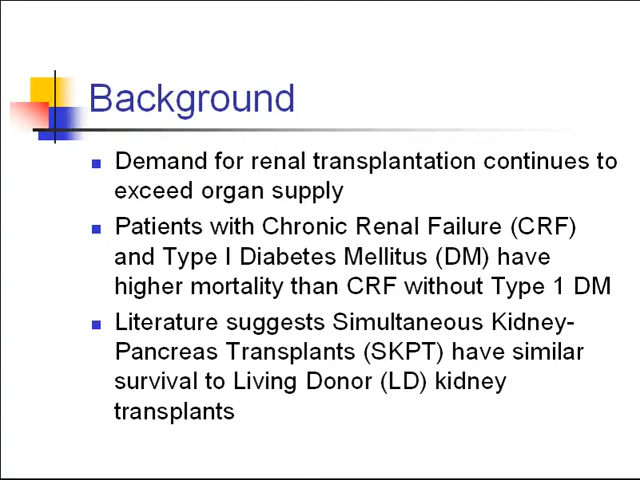 Background
Demand for renal transplantation continues to
exceed organ supply
Patients with Chronic Renal Failure (CRF)
and Type I Diabetes Mellitus (DM) have
higher mortality than CRF without Type 1 DM
Literature suggests Simultaneous Kidney-
Pancreas Transplants (SKPT) have similar
survival to Living Donor (LD) kidney
transplants